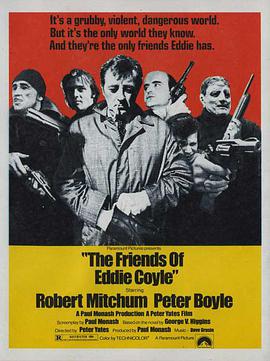 It's a grubby, violent, dangerous world.
But it's the only world they know.
And they're the only friends Eddie has.
Paramount Pictures presents
"The Friends Of
Eddie Coyle"
Starring
Robert Mitchum Peter Boyle
A Paul Monash Production A Peter Yates Film
Screenplay by Paul Monash Based on the novel by George V. Higgins
Directed by Peter Yates Produced by Paul Monash Music Dave Grusin
R RESTRICTED
Color by TECHNICOLOR® A Paramount Picture